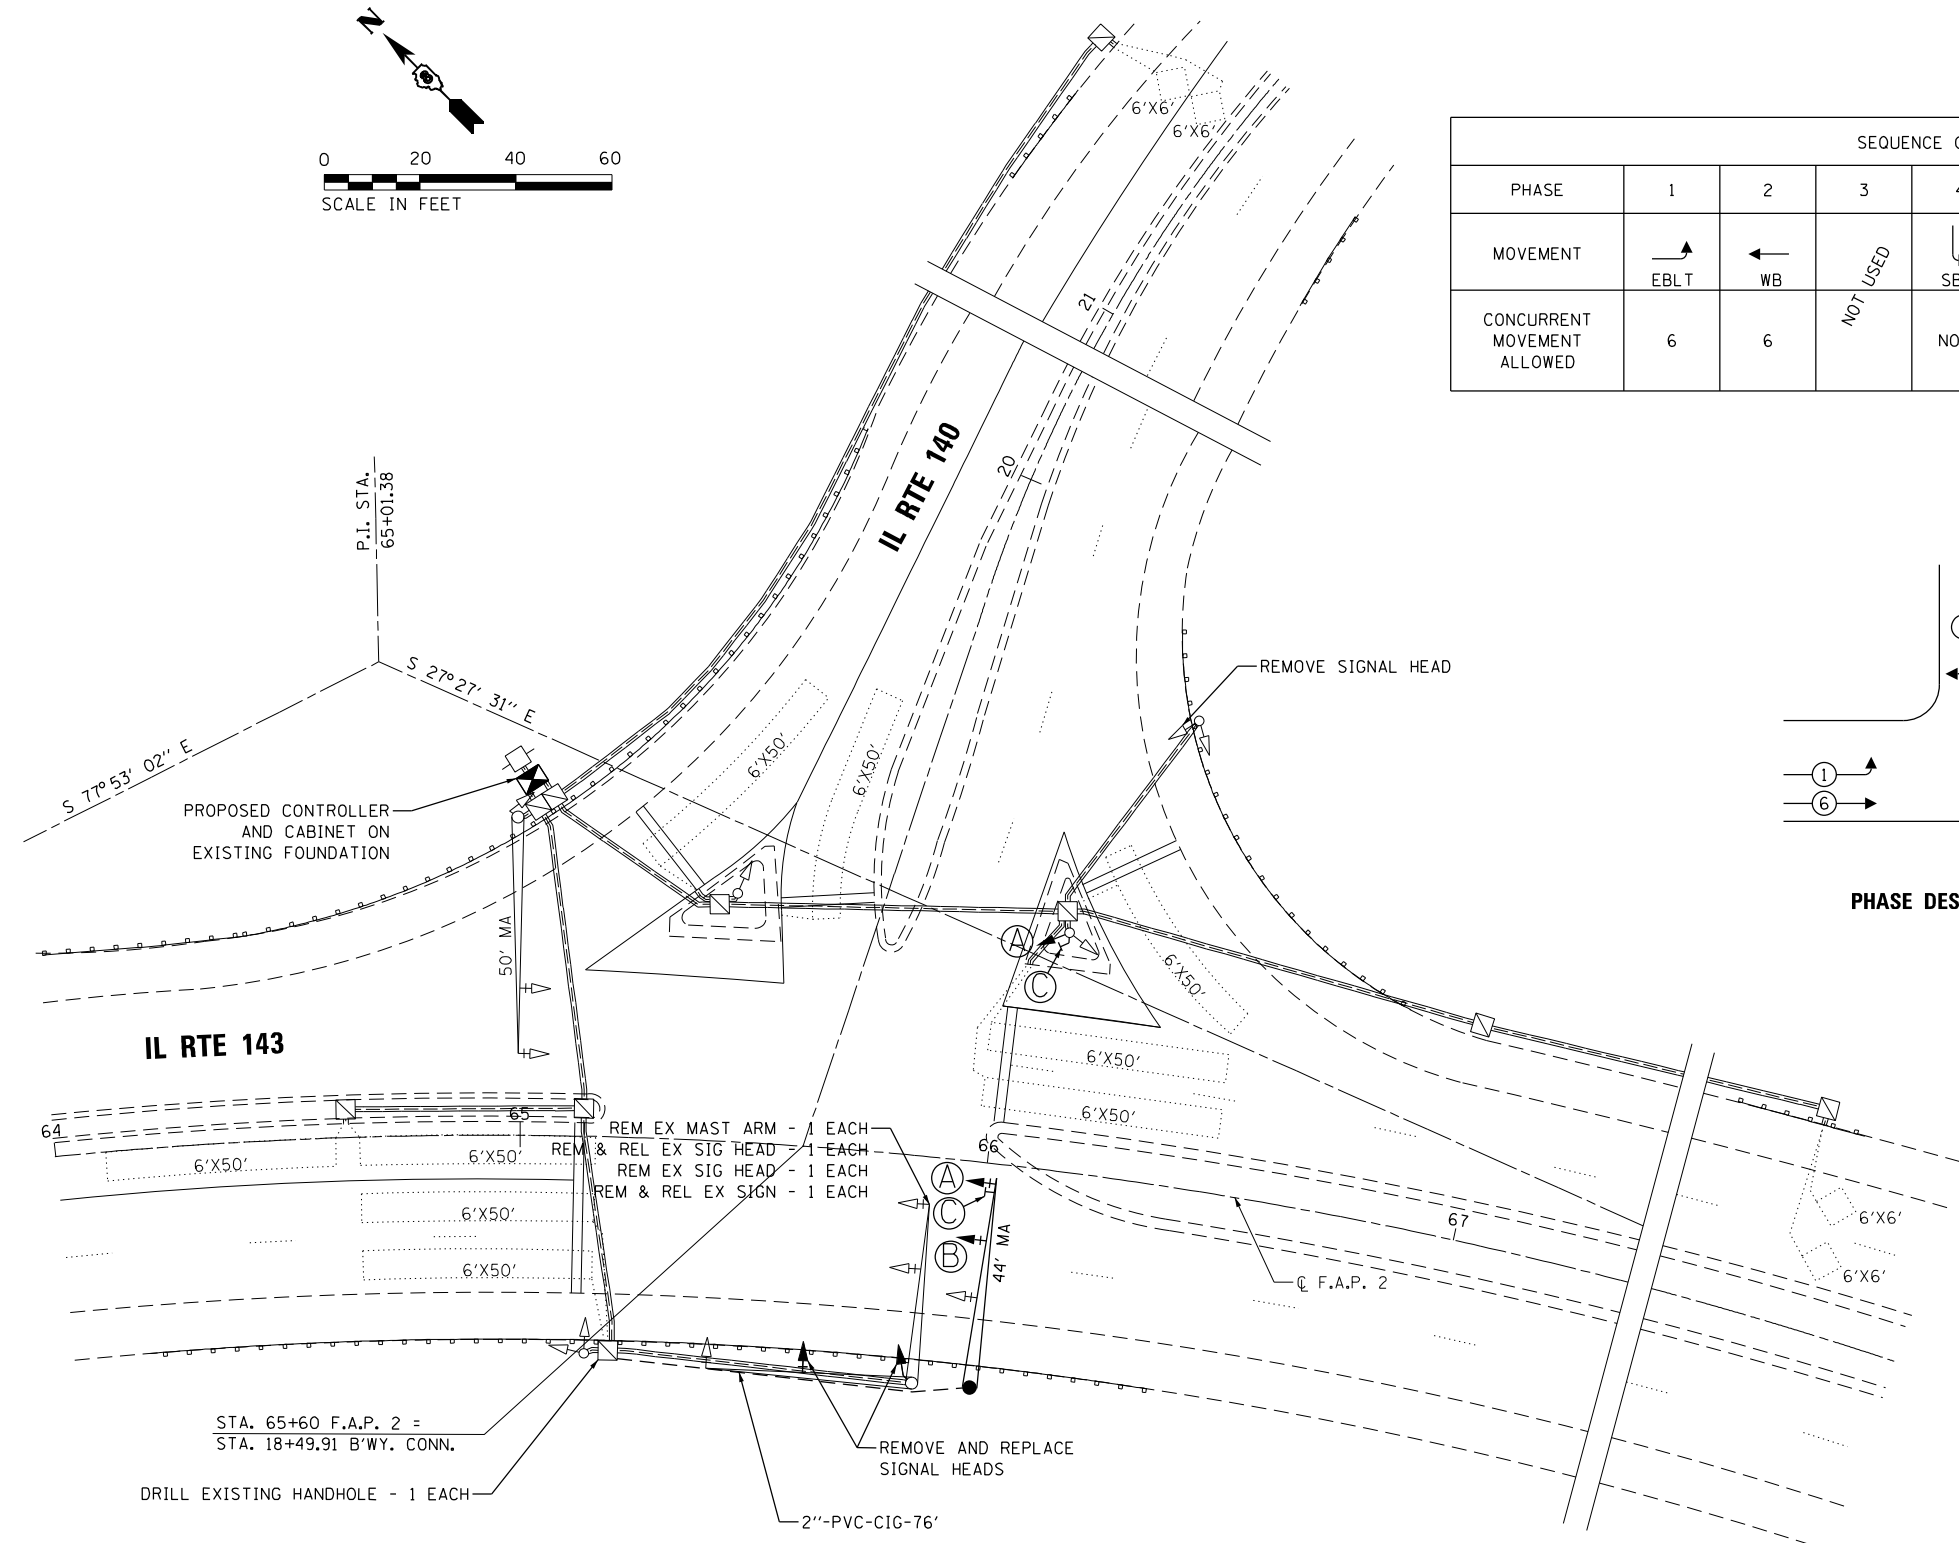 N
0 20 40 60
SCALE IN FEET
6'X6'
6'X6'
SEQUENCE
PHASE 1 2 3
MOVEMENT
EBLT
WB
NOT USED
CONCURRENT
MOVEMENT
ALLOWED
6 6
21
20
IL RTE 140
P.I. STA.
65+01.38
S 27°27' 31'' E
S 77°53' 02'' E
REMOVE SIGNAL HEAD
PROPOSED CONTROLLER
AND CABINET ON
EXISTING FOUNDATION
6'X50'
6'X50'
1
6
PHASE DES
50' MA
A
C
6'X50'
IL RTE 143
6'X50'
6'X50'
64
65
66
67
6'X50'
6'X50'
6'X50'
6'X50'
REM EX MAST ARM - 1 EACH
REM & REL EX SIG HEAD - 1 EACH
REM EX SIG HEAD - 1 EACH
REM & REL EX SIGN - 1 EACH
A
C
B
44' MA
℄ F.A.P. 2
6'X6'
6'X6'
STA. 65+60 F.A.P. 2 =
STA. 18+49.91 B'WY. CONN.
REMOVE AND REPLACE
SIGNAL HEADS
DRILL EXISTING HANDHOLE - 1 EACH
2''-PVC-CIG-76'